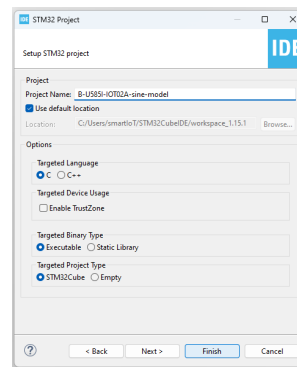 IDE STM32 Project
Setup STM32 project
IDE
Project
Project Name: B-U585I-IOT02A-sine-model
Use default location
Location: C:/Users/smartIoT/STM32CubeIDE/workspace_1.15.1 Browse...
Options
Targeted Language
C C++
Targeted Device Usage
Enable TrustZone
Targeted Binary Type
Executable Static Library
Targeted Project Type
STM32Cube Empty
? < Back Next > Finish Cancel